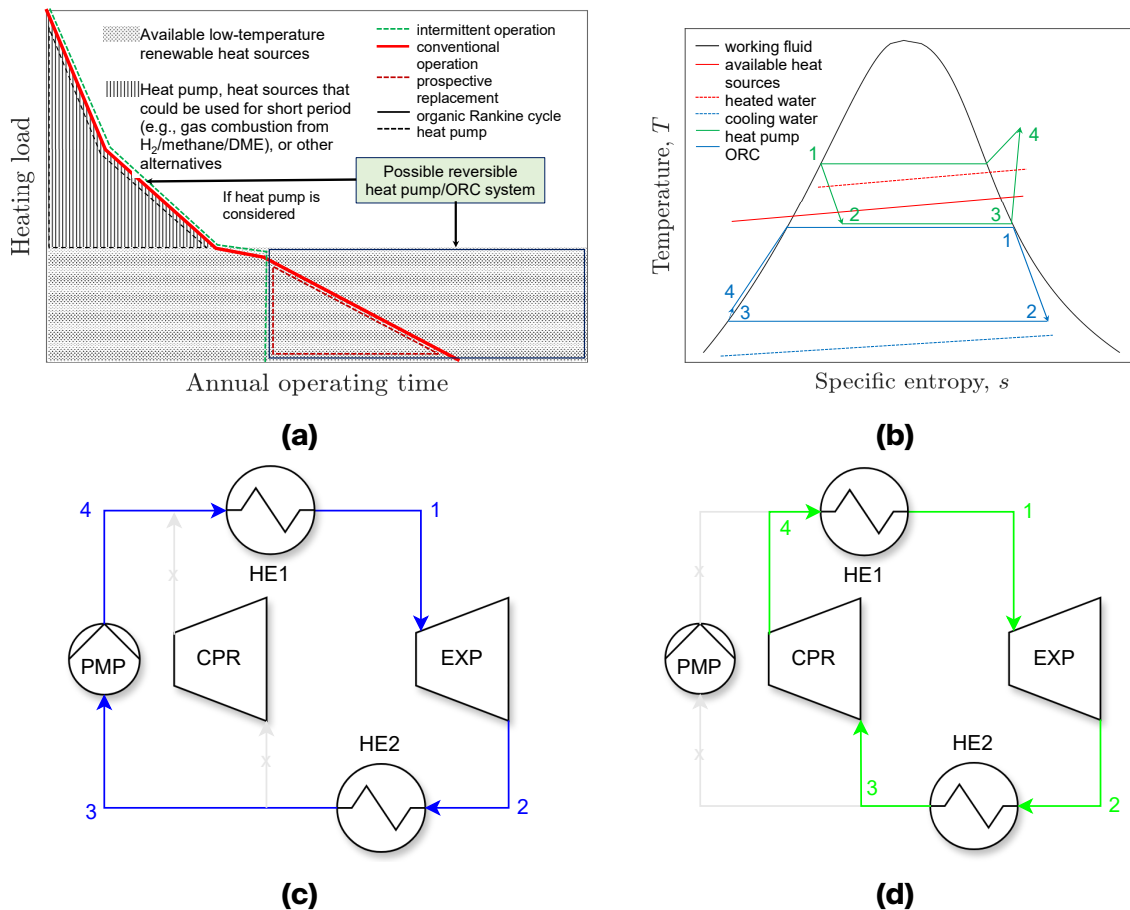 Available low-temperature
renewable heat sources
Heat pump, heat sources that
could be used for short period
(e.g., gas combustion from
H2/methane/DME), or other
alternatives
intermittent operation
conventional
operation
prospective
replacement
organic Rankine cycle
heat pump
If heat pump is
considered
Possible reversible
heat pump/ORC system
Heating load
Annual operating time
(a)
working fluid
available heat
sources
heated water
cooling water
heat pump
ORC
1
4
2
3
1
4
3
2
Temperature, T
Specific entropy, s
(b)
4
1
HE1
x
PMP
CPR
EXP
x
HE2
3
2
(c)
4
1
HE1
x
PMP
CPR
EXP
x
HE2
3
2
(d)